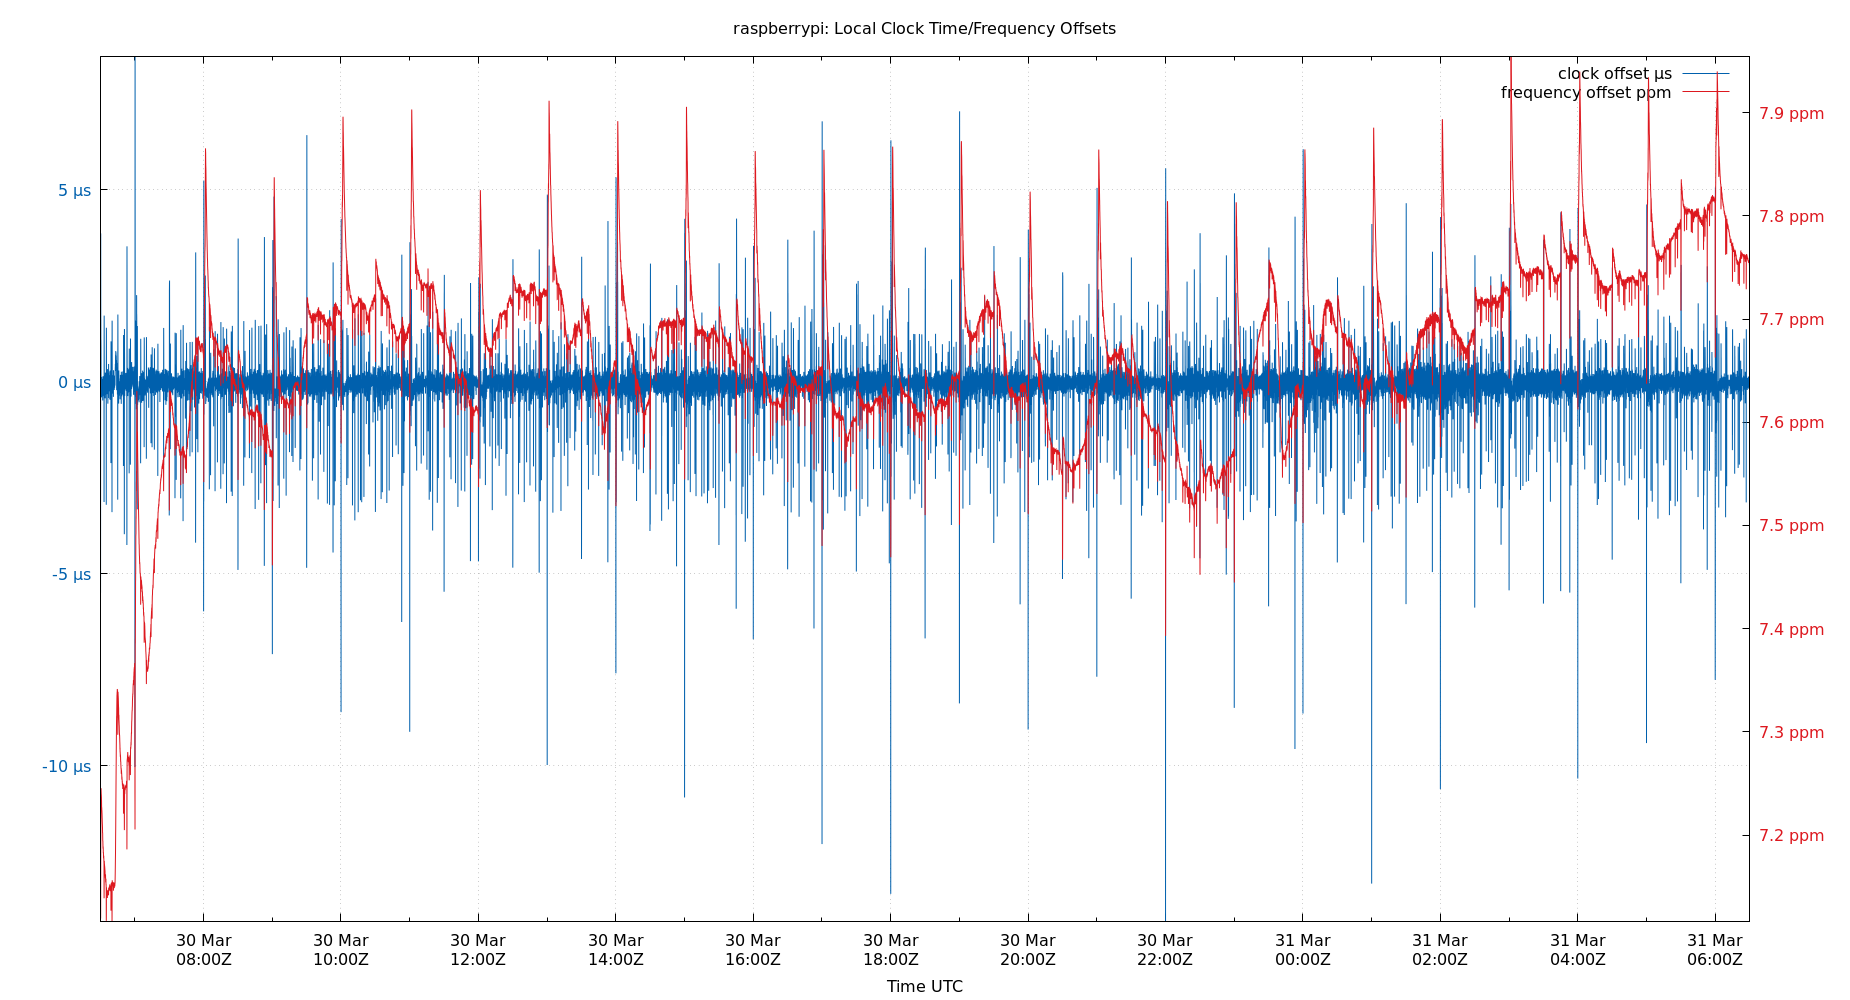 raspberrypi: Local Clock Time/Frequency Offsets
clock offset µs
frequency offset ppm
5 µs
0 µs
-5 µs
-10 µs
7.9 ppm
7.8 ppm
7.7 ppm
7.6 ppm
7.5 ppm
7.4 ppm
7.3 ppm
7.2 ppm
30 Mar 30 Mar 30 Mar 30 Mar 30 Mar 30 Mar 30 Mar 30 Mar 31 Mar 31 Mar 31 Mar 31 Mar
08:00Z 10:00Z 12:00Z 14:00Z 16:00Z 18:00Z 20:00Z 22:00Z 00:00Z 02:00Z 04:00Z 06:00Z
Time UTC